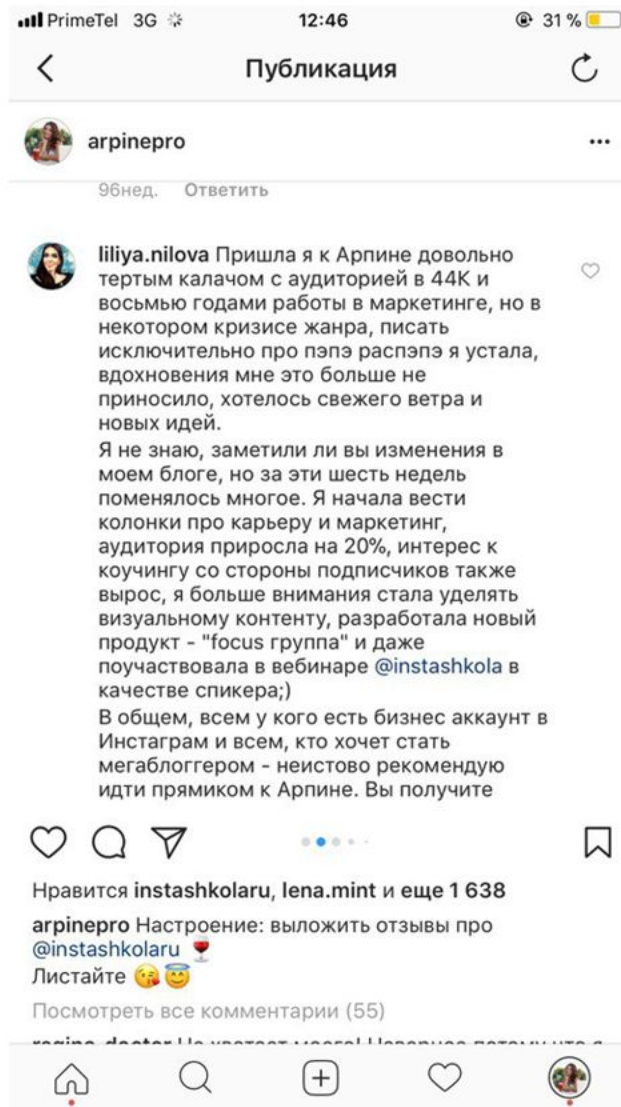 PrimeTel 3G 12:46 31 %
Публикация
arpinepro
96нед. Ответить
liliya.nilova Пришла я к Арпине довольно
тертым калачом с аудиторией в 44К и
восьмью годами работы в маркетинге, но в
некотором кризисе жанра, писать
исключительно про пэпэ распэпэ я устала,
вдохновения мне это больше не
приносило, хотелось свежего ветра и
новых идей.
Я не знаю, заметили ли вы изменения в
моем блоге, но за эти шесть недель
поменялось многое. Я начала вести
колонки про карьеру и маркетинг,
аудитория приросла на 20%, интерес к
коучингу со стороны подписчиков также
вырос, я больше внимания стала уделять
визуальному контенту, разработала новый
продукт - "focus группа" и даже
поучаствовала в вебинаре @instashkola в
качестве спикера;)
В общем, всем у кого есть бизнес аккаунт в
Инстаграм и всем, кто хочет стать
мегаблоггером - неистово рекомендую
идти прямиком к Арпине. Вы получите
Нравится instashkolaru, lena.mint и еще 1 638
arpinepro Настроение: выложить отзывы про
@instashkolaru 🍷
Листайте 😘😇
Посмотреть все комментарии (55)